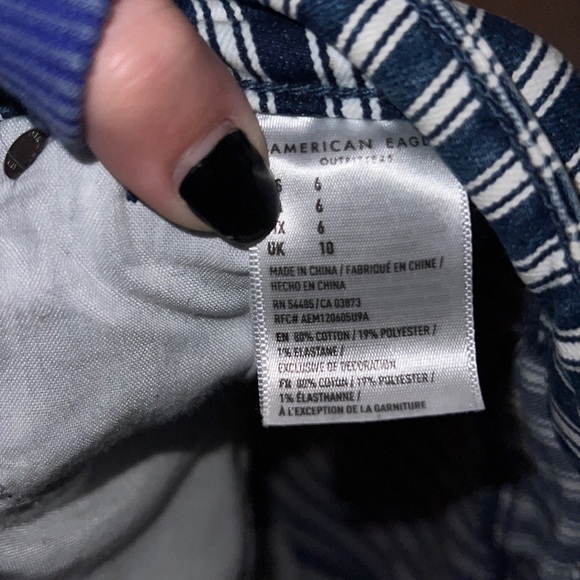 AMERICAN EAGL
OUTFITTERS
S 6
A 6
MX 6
UK 10
MADE IN CHINA / FABRIQUÉ EN CHINE /
HECHO EN CHINA
RN 54485/CA 03873
RFC# AEM120605U9A
EN 80% COTTON / 19% POLYESTER /
1% ELASTANE /
EXCLUSIVE OF DECORATION
FR 80% COTON / 19% POLYESTER /
1% ÉLASTHANNE /
À L'EXCEPTION DE LA GARNITURE